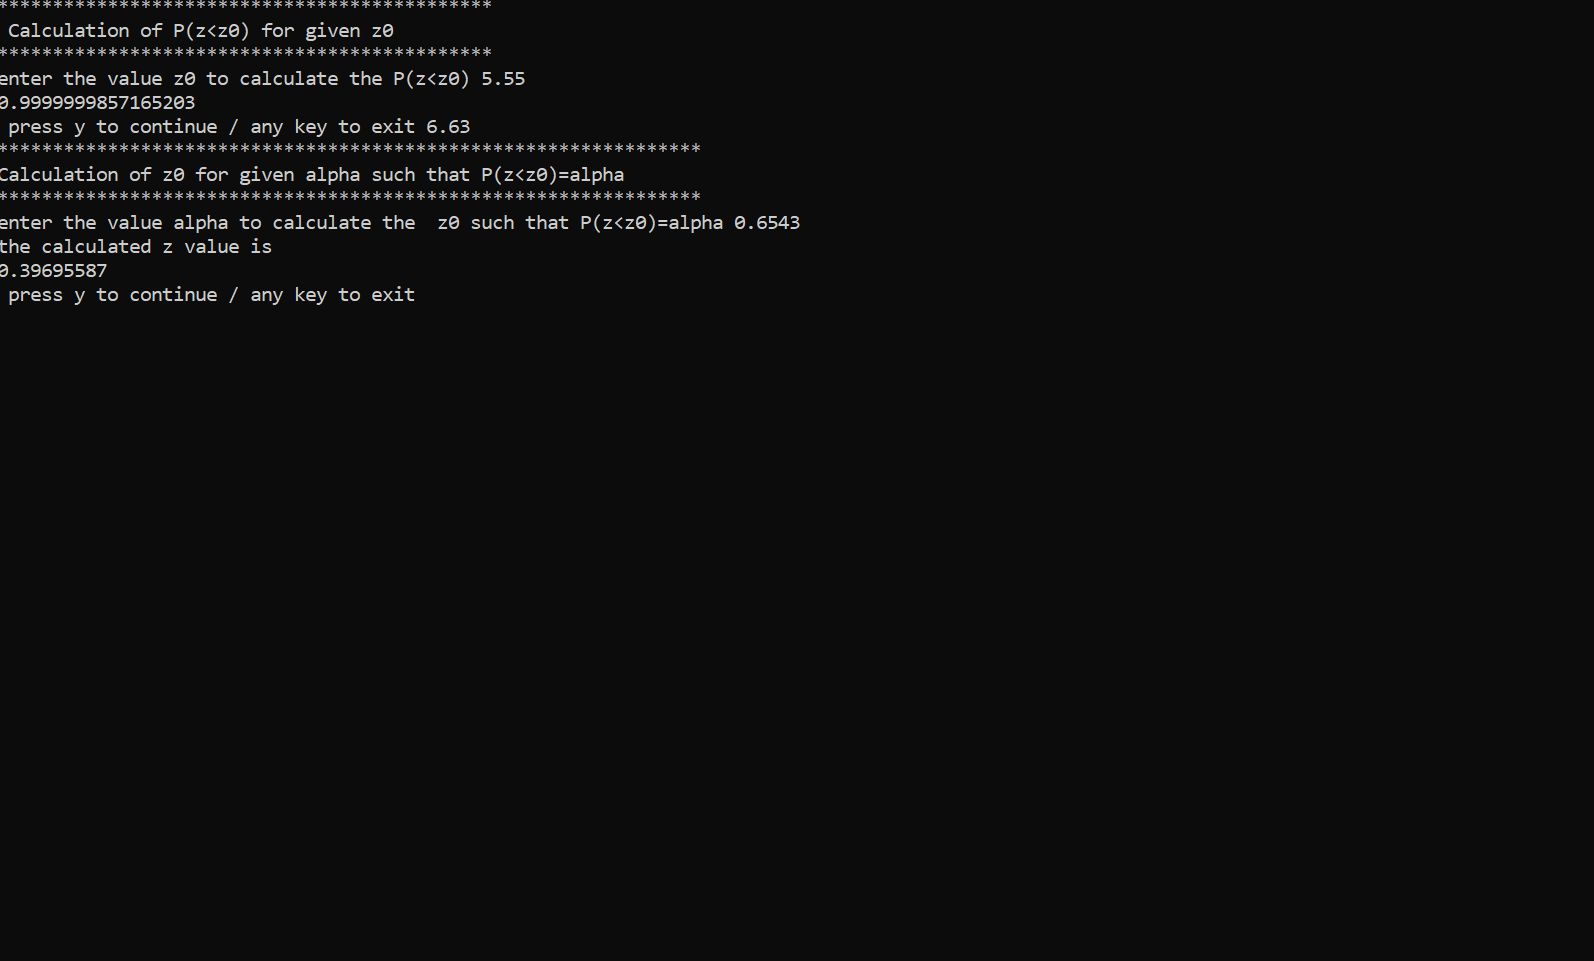 *********************************************
 Calculation of P(z<z0) for given z0
*********************************************
enter the value z0 to calculate the P(z<z0) 5.55
0.9999999857165203
 press y to continue / any key to exit 6.63
****************************************************************
Calculation of z0 for given alpha such that P(z<z0)=alpha
****************************************************************
enter the value alpha to calculate the  z0 such that P(z<z0)=alpha 0.6543
the calculated z value is
0.39695587
 press y to continue / any key to exit